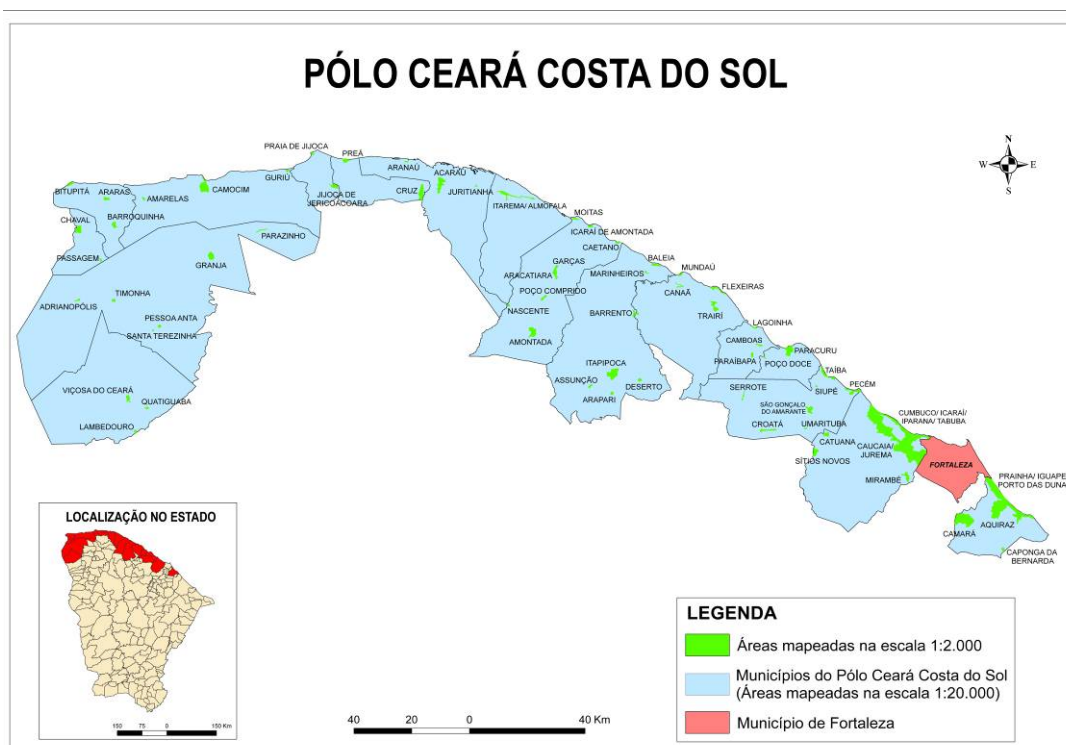 PÓLO CEARÁ COSTA DO SOL
N
W
E
S
PRAIA DE JIJOCA
PREÁ
ARANAÚ
ACARAÚ
GURIÚ
BITUPITÁ
ARARAS
AMARELAS
CAMOCIM
JIJOCA DE
JERICOACOARA
CRUZ
JURITIANHA
ITAREMA/ ALMOFALA
MOITAS
CHAVAL
BARROQUINHA
PARAZINHO
ICARAÍ DE AMONTADA
CAETANO
PASSAGEM
GRANJA
GARÇAS
ARACATIARA
MARINHEIROS
BALEIA
MUNDAÚ
POÇO COMPRIDO
CANAÃ
FLEXEIRAS
ADRIANOPÓLIS
TIMONHA
NASCENTE
BARRENTO
TRAIRÍ
PESSOA ANTA
SANTA TEREZINHA
AMONTADA
LAGOINHA
CAMBOAS
PARACURU
PARAÍBAPA
POÇO DOCE
ITAPIPOCA
TAÍBA
ASSUNÇÃO
DESERTO
ARAPARI
SERROTE
SIUPÉ
PECÉM
VIÇOSA DO CEARÁ
QUATIGUABA
SÃO GONÇALO
DO AMARANTE
CUMBUCO/ ICARAÍ/
IPARANA/ TABUBA
LAMBEDOURO
CROATÁ
UMARITUBA
CATUANA
CAUCAIA/
JUREMA
SÍTIOS NOVOS
FORTALEZA
MIRAMBÉ
PRAINHA/ IGUAPE
PORTO DAS DUNA
CAMARÁ
AQUIRAZ
CAPONGA DA
BERNARDA
LOCALIZAÇÃO NO ESTADO
150 75 0 150 Km
40 20 0 40 Km
LEGENDA
Áreas mapeadas na escala 1:2.000
Municípios do Pólo Ceará Costa do Sol
(Áreas mapeadas na escala 1:20.000)
Município de Fortaleza